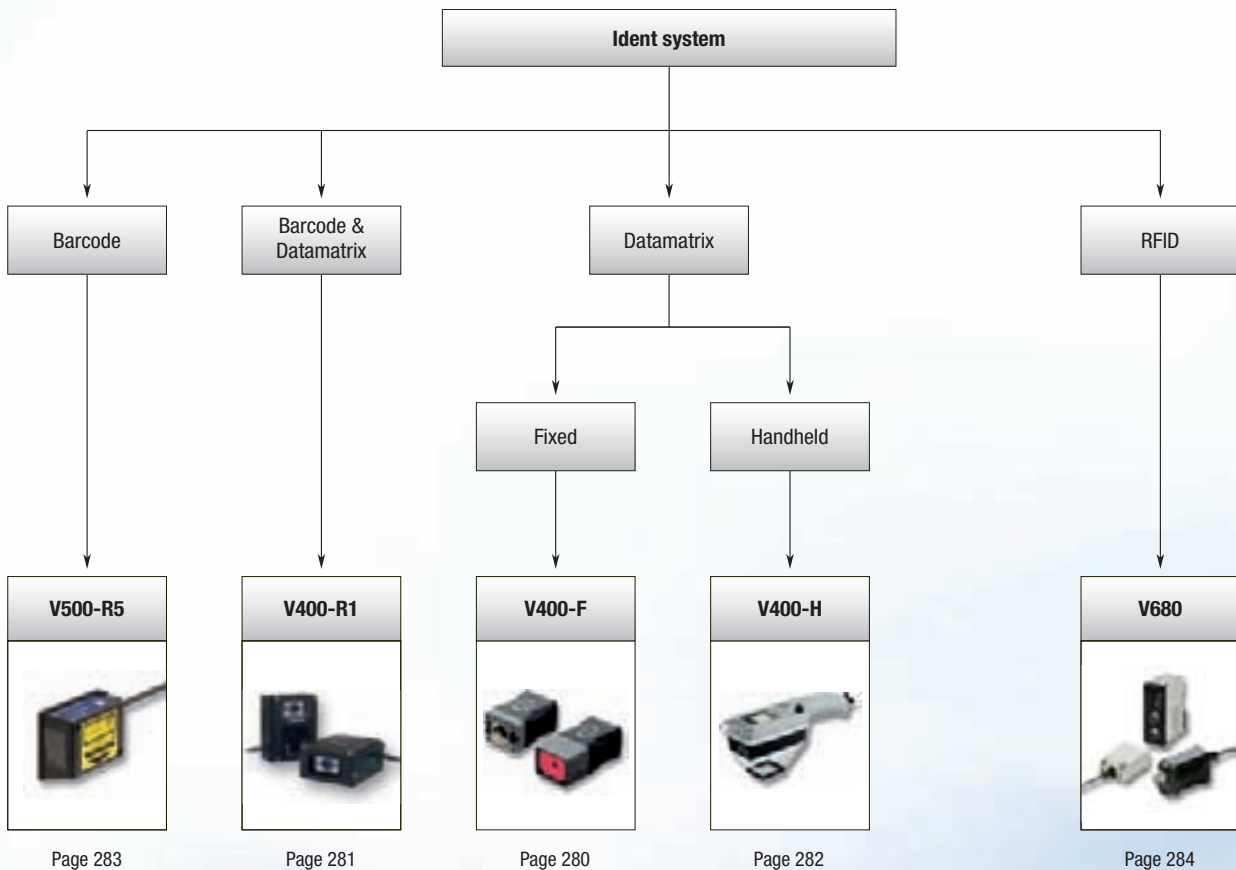 Ident system
Barcode
Barcode &
Datamatrix
Datamatrix
RFID
Fixed
Handheld
V500-R5
V400-R1
V400-F
V400-H
V680
Page 283
Page 281
Page 280
Page 282
Page 284